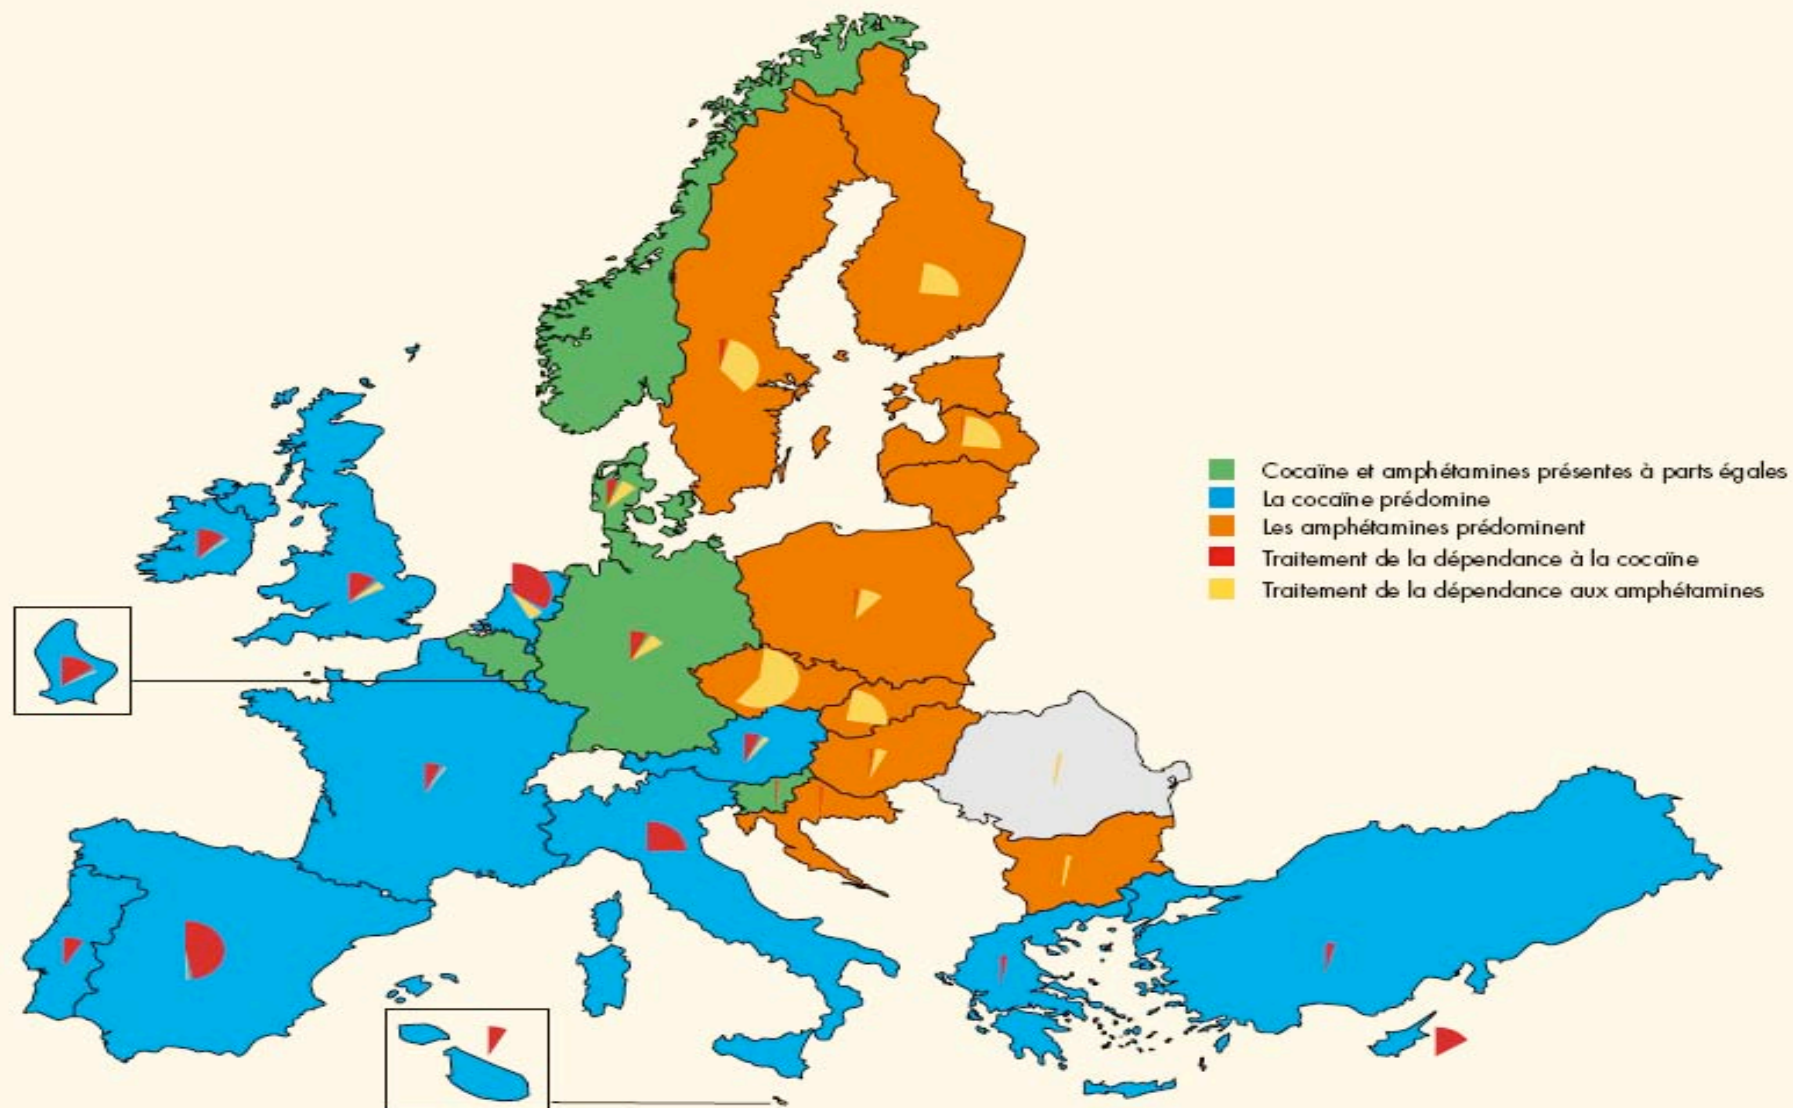 Cocaïne et amphétamines présentes à parts égales
La cocaïne prédomine
Les amphétamines prédominent
Traitement de la dépendance à la cocaïne
Traitement de la dépendance aux amphétamines